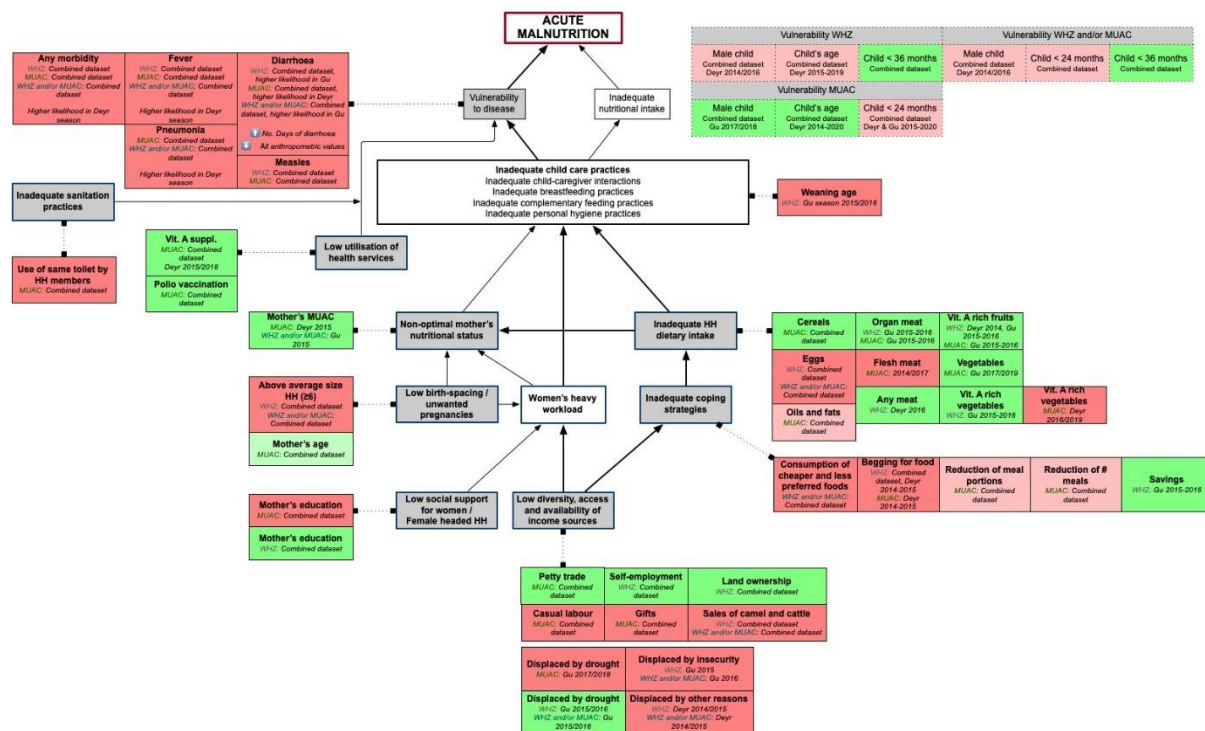 ACUTE
MALNUTRITION
Vulnerability WHZ
Vulnerability WHZ and/or MUAC
Male child
Combined dataset
Deyr 2014/2016
Child's age
Combined dataset
Deyr 2015-2019
Child < 36 months
Combined dataset
Male child
Combined dataset
Deyr 2014/2016
Child < 24 months
Combined dataset
Child < 36 months
Combined dataset
Vulnerability MUAC
Male child
Combined dataset
Gu 2017/2018
Child's age
Combined dataset
Deyr 2014-2020
Child < 24 months
Combined dataset
Deyr & Gu 2015-2020
Any morbidity
WHZ: Combined dataset
MUAC: Combined dataset
WHZ and/or MUAC: Combined
dataset
Higher likelihood in Deyr
season
Fever
WHZ: Combined dataset
MUAC: Combined dataset
WHZ and/or MUAC: Combined
dataset
Higher likelihood in Deyr
season
Diarrhoea
WHZ: Combined dataset,
higher likelihood in Gu
MUAC: Combined dataset,
higher likelihood in Deyr
WHZ and/or MUAC: Combined
dataset, higher likelihood in Gu
No. Days of diarrhoea
All anthropometric values
Pneumonia
MUAC: Combined dataset
WHZ and/or MUAC: Combined
dataset
Higher likelihood in Deyr
season
Measles
WHZ: Combined dataset
MUAC: Combined dataset
Vulnerability
to disease
Inadequate
nutritional intake
Inadequate child care practices
Inadequate child-caregiver interactions
Inadequate breastfeeding practices
Inadequate complementary feeding practices
Inadequate personal hygiene practices
Weaning age
WHZ: Gu season 2015/2016
Inadequate sanitation
practices
Use of same toilet by
HH members
MUAC: Combined dataset
Vit. A suppl.
MUAC: Combined dataset
Deyr 2015/2018
Polio vaccination
MUAC: Combined
dataset
Low utilisation of
health services
Mother's MUAC
MUAC: Deyr 2015
WHZ and/or MUAC: Gu
2015
Non-optimal mother's
nutritional status
Inadequate HH
dietary intake
Cereals
MUAC: Combined
dataset
Organ meat
WHZ: Gu 2015-2016
MUAC: Gu 2015-2016
Vit. A rich fruits
WHZ: Deyr 2014, Gu
2015-2016
MUAC: Gu 2015-2016
Eggs
WHZ: Combined
dataset
WHZ and/or MUAC:
Combined dataset
Flesh meat
MUAC: 2014/2017
Vegetables
MUAC: Gu 2017/2019
Any meat
WHZ: Deyr 2016
Vit. A rich
vegetables
WHZ: Gu 2015-2016
Vit. A rich
vegetables
MUAC: Deyr
2016/2019
Oils and fats
MUAC: Combined
dataset
Above average size
HH (≥6)
WHZ: Combined dataset
WHZ and/or MUAC:
Combined dataset
Mother's age
MUAC: Combined dataset
Low birth-spacing /
unwanted
pregnancies
Women's heavy
workload
Inadequate coping
strategies
Consumption of
cheaper and less
preferred foods
WHZ and/or MUAC:
Combined dataset
Begging for food
WHZ: Combined
dataset, Deyr
2014-2015
MUAC: Deyr
2014-2015
Reduction of meal
portions
MUAC: Combined
dataset
Reduction of #
meals
MUAC: Combined
dataset
Savings
WHZ: Gu 2015-2016
Mother's education
MUAC: Combined dataset
Mother's education
WHZ: Combined
dataset
Low social support
for women /
Female headed HH
Low diversity, access
and availability of
income sources
Petty trade
MUAC: Combined
dataset
Self-employment
WHZ: Combined
dataset
Land ownership
WHZ: Combined dataset
Casual labour
MUAC: Combined
dataset
Gifts
MUAC: Combined
dataset
Sales of camel and cattle
WHZ: Combined dataset
WHZ and/or MUAC: Combined dataset
Displaced by drought
MUAC: Gu 2017/2018
Displaced by insecurity
WHZ: Gu 2015
WHZ and/or MUAC: Gu 2016
Displaced by drought
WHZ: Gu 2015/2016
WHZ and/or MUAC: Gu
2015/2016
Displaced by other reasons
WHZ: Deyr 2014/2015
WHZ and/or MUAC: Deyr
2014/2015